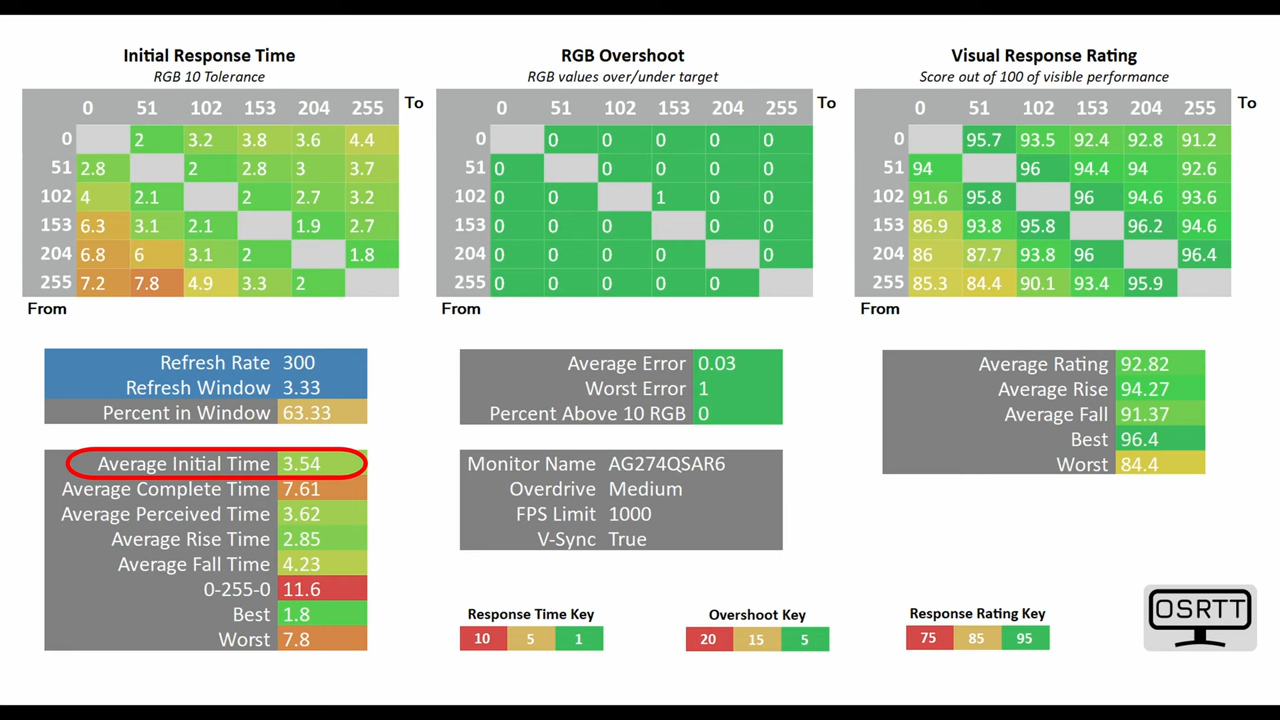 Initial Response Time
RGB 10 Tolerance
0 51 102 153 204 255 To
0 2 3.2 3.8 3.6 4.4
51 2.8 2 2.8 3 3.7
102 4 2.1 2 2.7 3.2
153 6.3 3.1 2.1 1.9 2.7
204 6.8 6 3.1 2 1.8
255 7.2 7.8 4.9 3.3 2
From
RGB Overshoot
RGB values over/under target
0 51 102 153 204 255 To
0 0 0 0 0 0
51 0 0 0 0 0
102 0 0 1 0 0
153 0 0 0 0 0
204 0 0 0 0 0
255 0 0 0 0 0
From
Visual Response Rating
Score out of 100 of visible performance
0 51 102 153 204 255 To
0 95.7 93.5 92.4 92.8 91.2
51 94 96 94.4 94 92.6
102 91.6 95.8 96 94.6 93.6
153 86.9 93.8 95.8 96.2 94.6
204 86 87.7 93.8 96 96.4
255 85.3 84.4 90.1 93.4 95.9
From
Refresh Rate 300
Refresh Window 3.33
Percent in Window 63.33
Average Initial Time 3.54
Average Complete Time 7.61
Average Perceived Time 3.62
Average Rise Time 2.85
Average Fall Time 4.23
0-255-0 11.6
Best 1.8
Worst 7.8
Average Error 0.03
Worst Error 1
Percent Above 10 RGB 0
Monitor Name AG274QSAR6
Overdrive Medium
FPS Limit 1000
V-Sync True
Average Rating 92.82
Average Rise 94.27
Average Fall 91.37
Best 96.4
Worst 84.4
Response Time Key
10 5 1
Overshoot Key
20 15 5
Response Rating Key
75 85 95
OSRTT